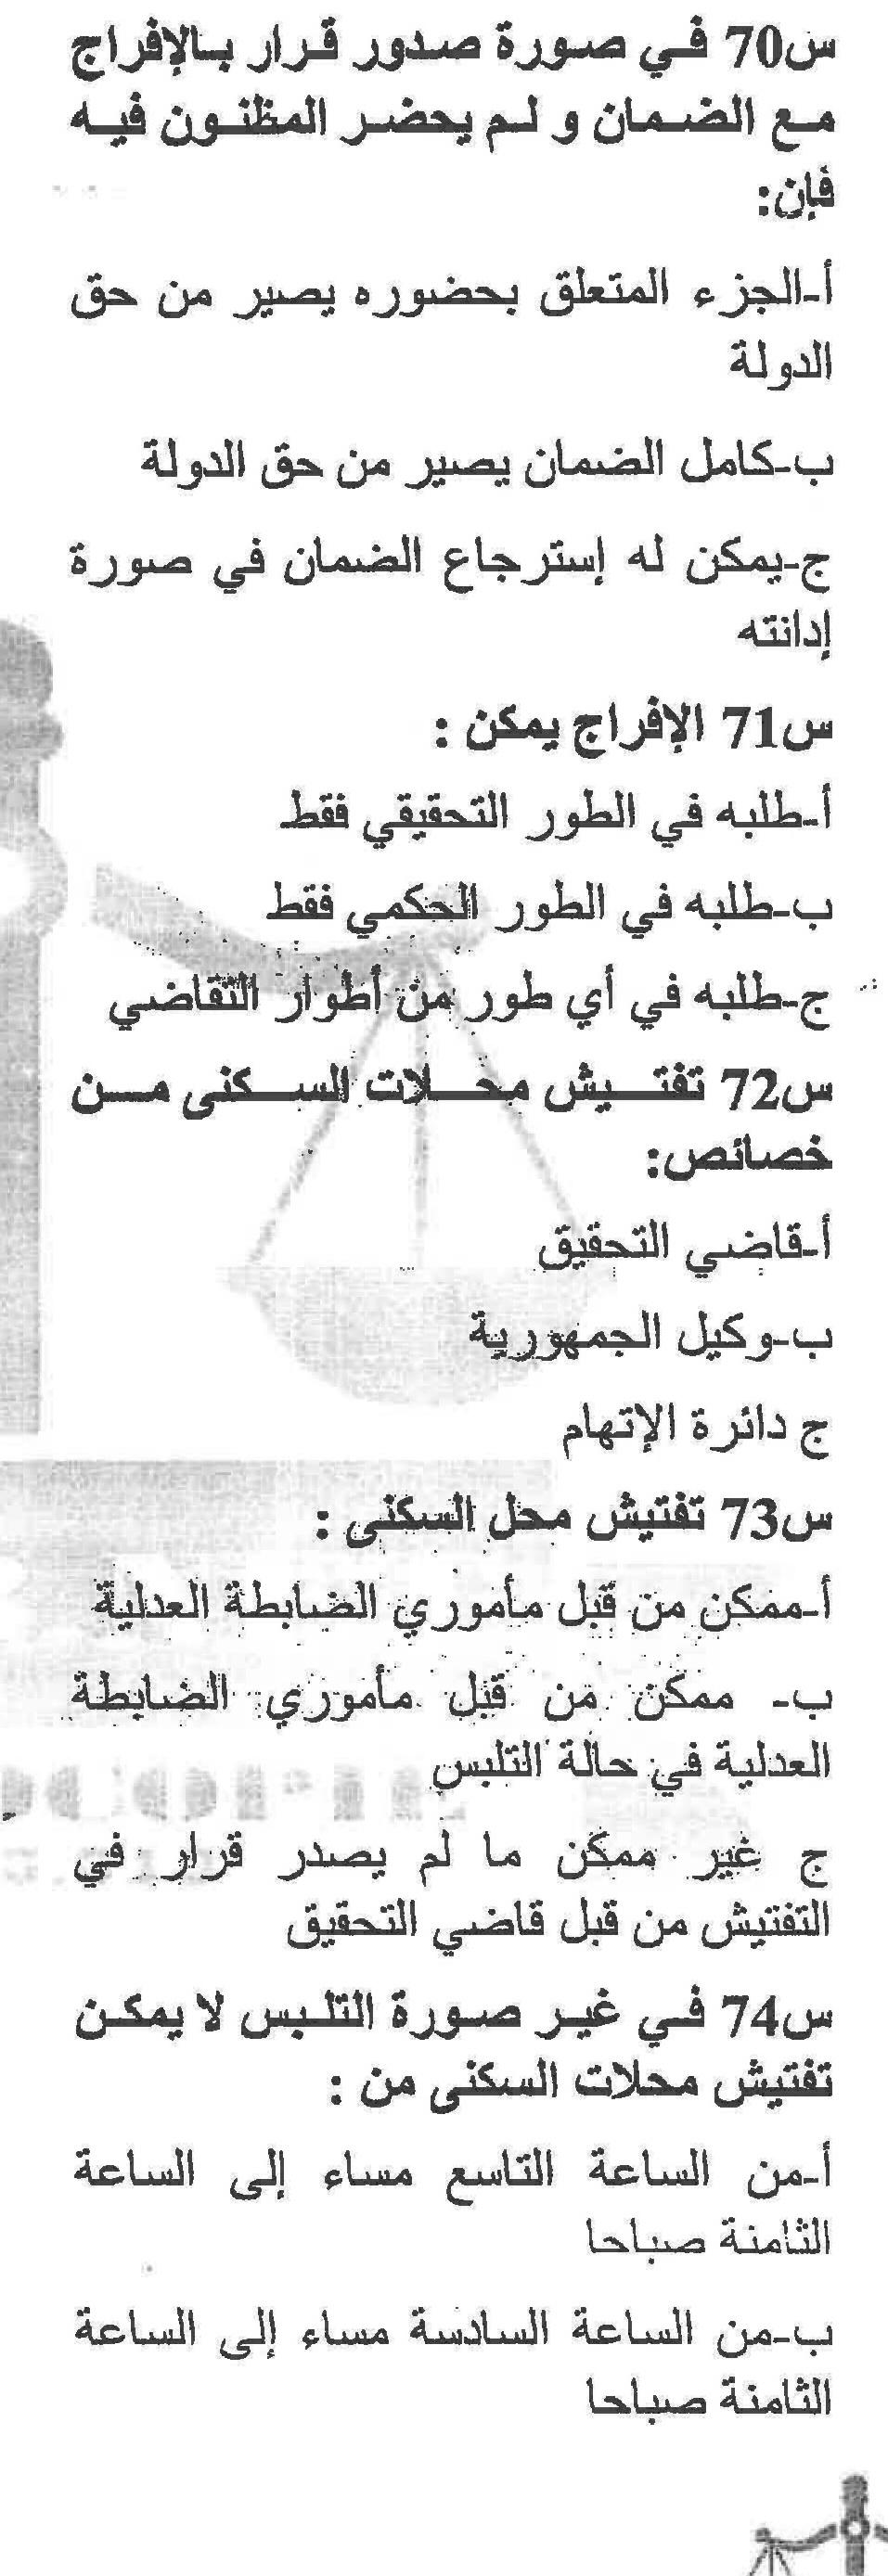 س70 في صورة صدور قرار بالإفراج
مع الضمان و لم يحضر المظنون فيه
فإن:
أ-الجزء المتعلق بحضوره يصير من حق
الدولة
ب-كامل الضمان يصير من حق الدولة
ج-يمكن له إسترجاع الضمان في صورة
إدانته
س71 الإفراج يمكن :
أ-طلبه في الطور التحقيقي فقط
ب-طلبه في الطور الحكمي فقط
ج-طلبه في أي طور من أطوار التقاضي
س72 تفتيش محلات السكنى من
خصائص:
أ-قاضي التحقيق
ب-وكيل الجمهورية
ج دائرة الإتهام
س73 تفتيش محل السكنى :
أ-ممكن من قبل مأموري الضابطة العدلية
ب- ممكن من قبل مأموري الضابطة
العدلية في حالة التلبس
ج غير ممكن ما لم يصدر قرار في
التفتيش من قبل قاضي التحقيق
س74 في غير صورة التلبس لا يمكن
تفتيش محلات السكنى من :
أ-من الساعة التاسع مساء إلى الساعة
الثامنة صباحا
ب-من الساعة السادسة مساء إلى الساعة
الثامنة صباحا